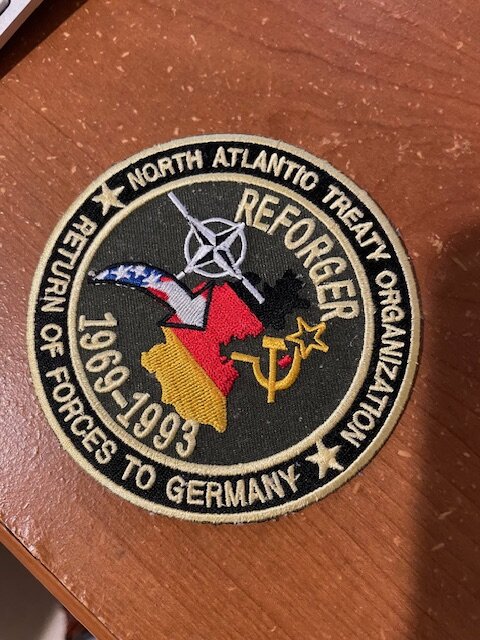 NORTH ATLANTIC TREATY ORGANIZATION
REFORGER
1969-1993
RETURN OF FORCES TO GERMANY